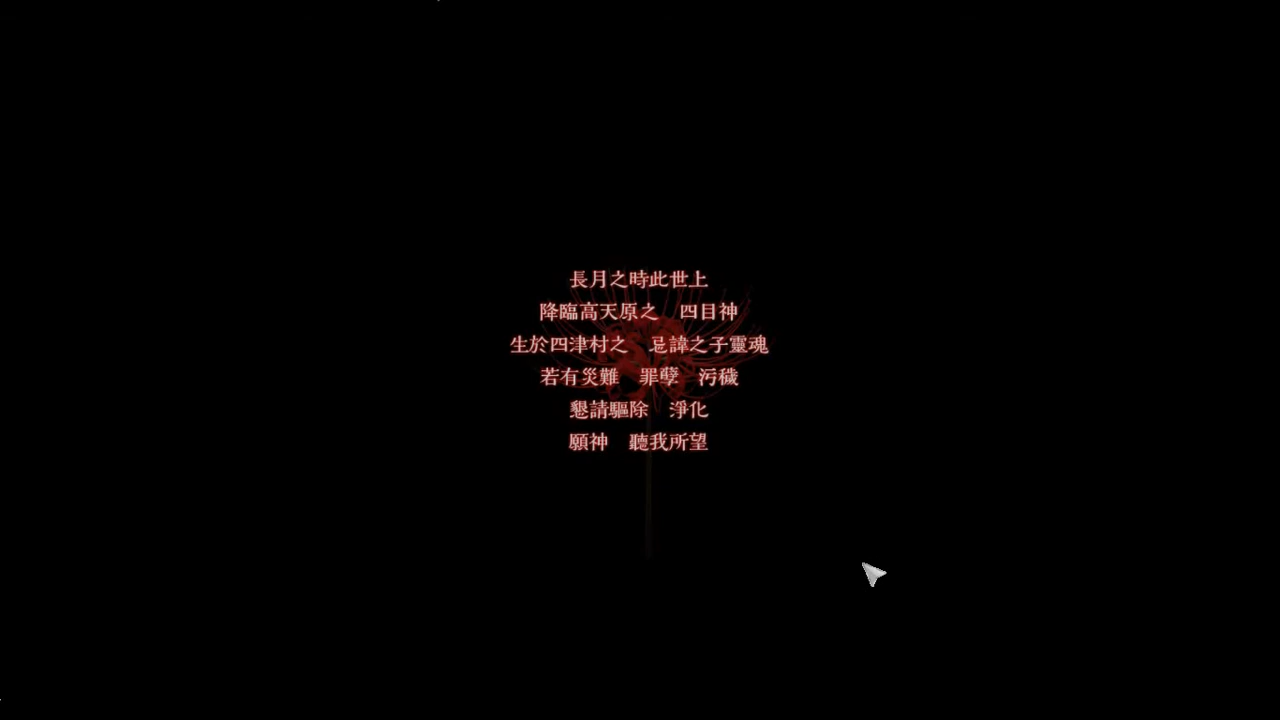 長月之時此世上
降臨高天原之　四目神
生於四津村之　忌諱之子靈魂
若有災難　罪孽　污穢
懇請驅除　淨化
願神　聽我所望